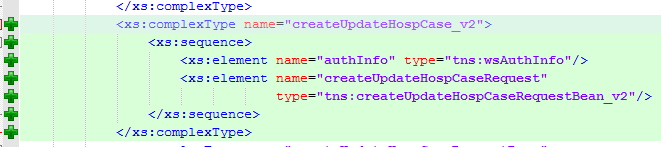 </xs:complexType>
<xs:complexType name="createUpdateHospCase_v2">
<xs:sequence>
<xs:element name="authInfo" type="tns:wsAuthInfo"/>
<xs:element name="createUpdateHospCaseRequest"
type="tns:createUpdateHospCaseRequestBean_v2"/>
</xs:sequence>
</xs:complexType>